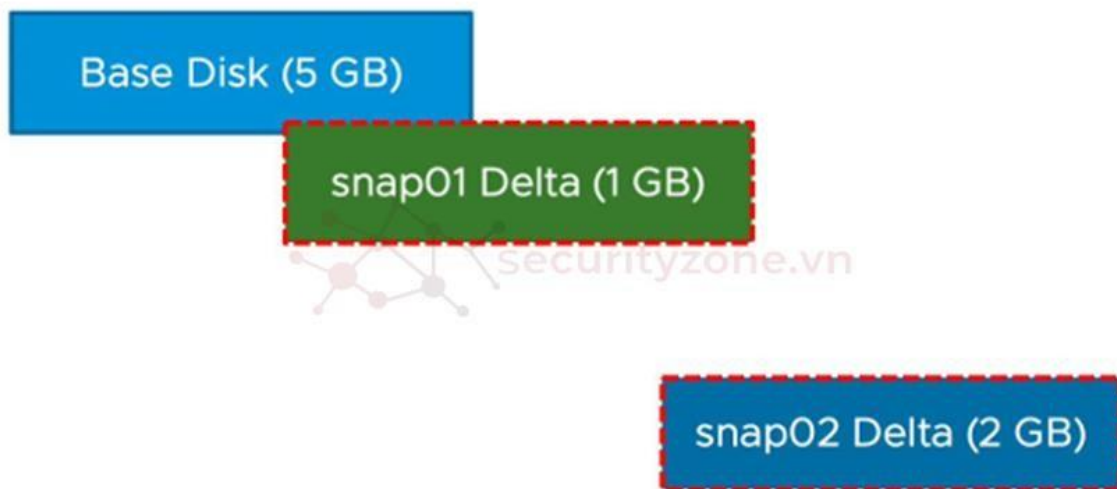 Base Disk (5 GB)
snap01 Delta (1 GB)
securityzone.vn
snap02 Delta (2 GB)